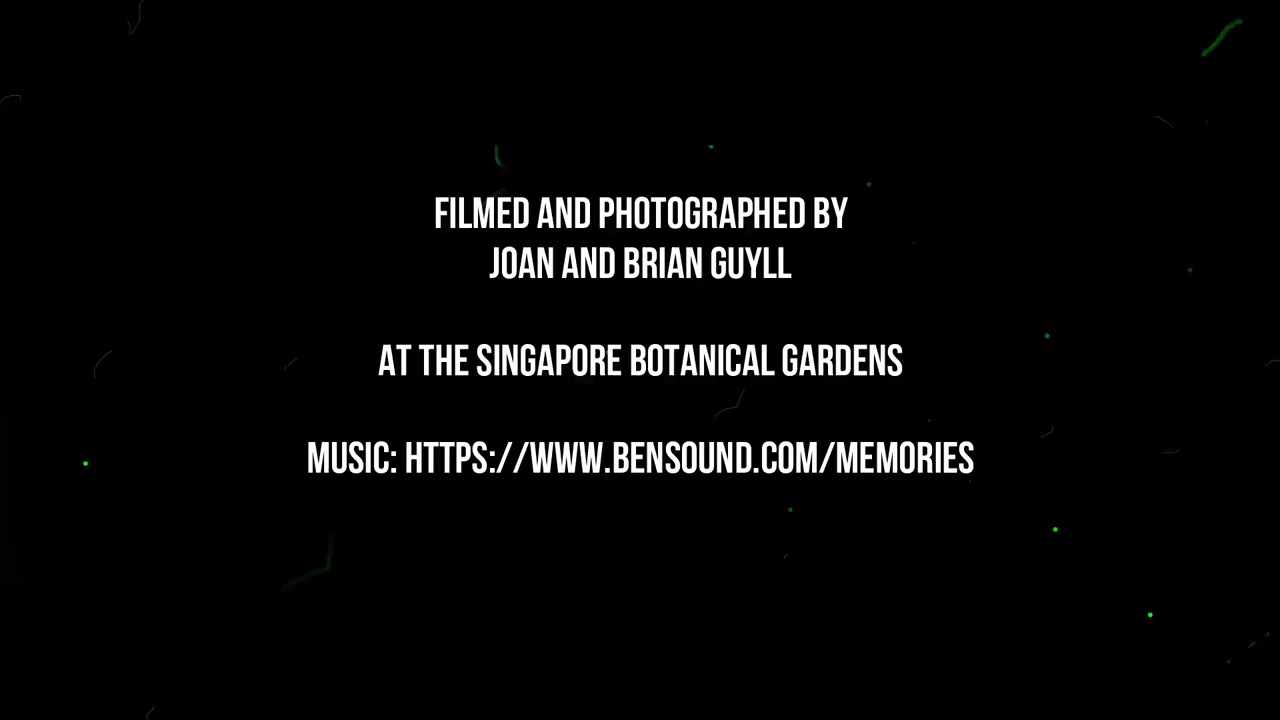 FILMED AND PHOTOGRAPHED BY
JOAN AND BRIAN GUYLL
AT THE SINGAPORE BOTANICAL GARDENS
MUSIC: HTTPS://WWW.BENSOUND.COM/MEMORIES